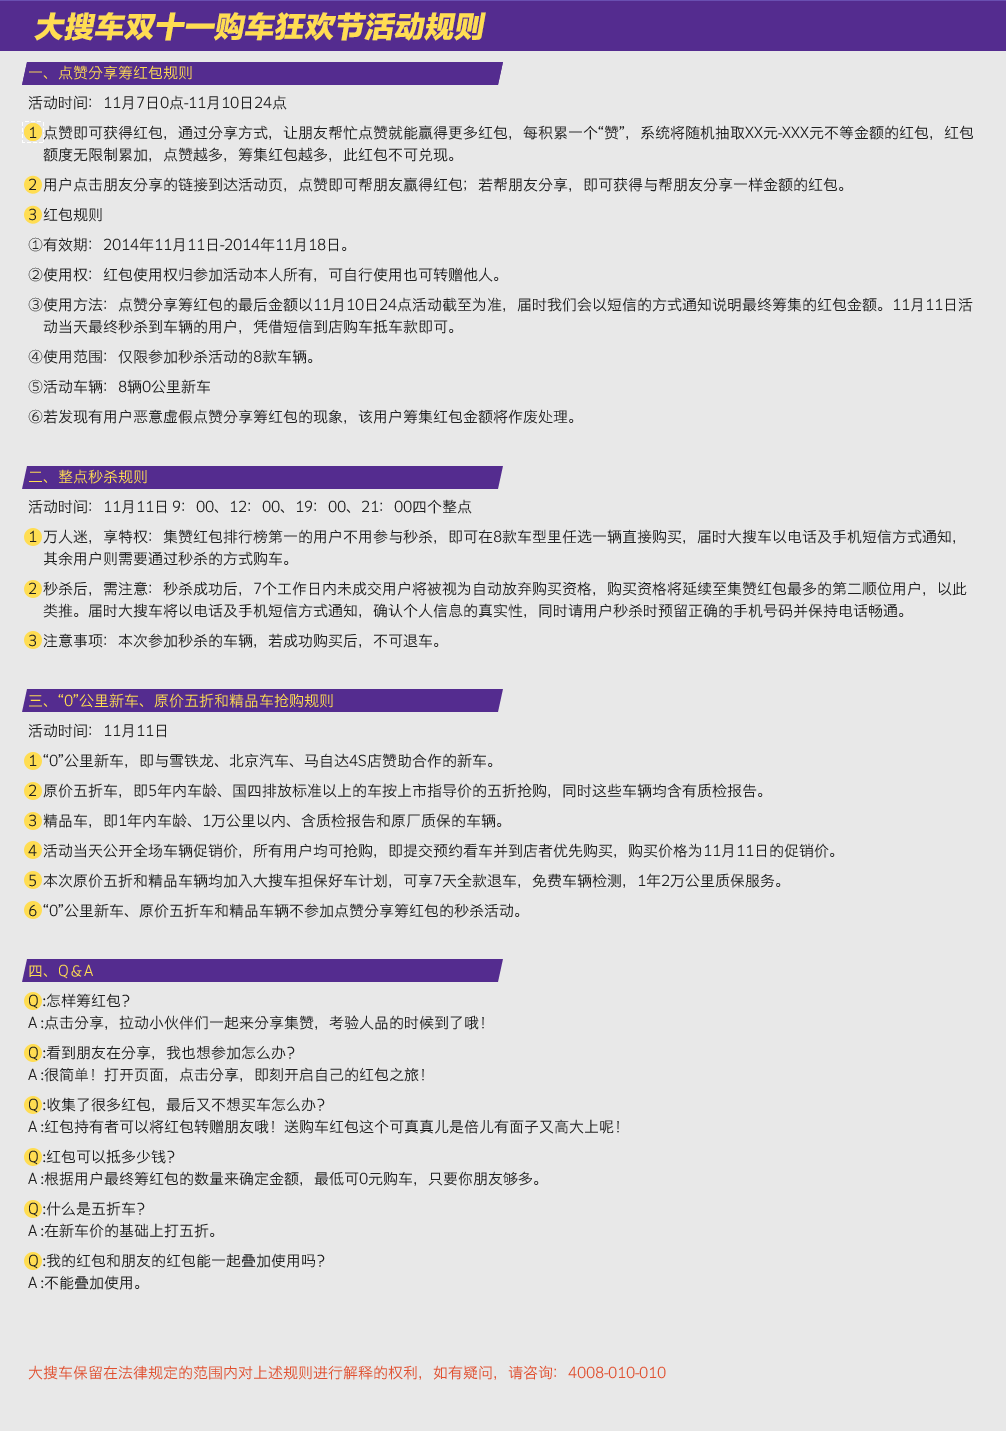 大搜车双十一购车狂欢节活动规则
一、点赞分享筹红包规则
活动时间：11月7日0点-11月10日24点
1 点赞即可获得红包，通过分享方式，让朋友帮忙点赞就能赢得更多红包，每积累一个“赞”，系统将随机抽取XX元-XXX元不等金额的红包，红包
额度无限制累加，点赞越多，筹集红包越多，此红包不可兑现。
2 用户点击朋友分享的链接到达活动页，点赞即可帮朋友赢得红包；若帮朋友分享，即可获得与帮朋友分享一样金额的红包。
3 红包规则
①有效期：2014年11月11日-2014年11月18日。
②使用权：红包使用权归参加活动本人所有，可自行使用也可转赠他人。
③使用方法：点赞分享筹红包的最后金额以11月10日24点活动截至为准，届时我们会以短信的方式通知说明最终筹集的红包金额。11月11日活
动当天最终秒杀到车辆的用户，凭借短信到店购车抵车款即可。
④使用范围：仅限参加秒杀活动的8款车辆。
⑤活动车辆：8辆0公里新车
⑥若发现有用户恶意虚假点赞分享筹红包的现象，该用户筹集红包金额将作废处理。
二、整点秒杀规则
活动时间：11月11日 9：00、12：00、19：00、21：00四个整点
1 万人迷，享特权：集赞红包排行榜第一的用户不用参与秒杀，即可在8款车型里任选一辆直接购买，届时大搜车以电话及手机短信方式通知，
其余用户则需要通过秒杀的方式购车。
2 秒杀后，需注意：秒杀成功后，7个工作日内未成交用户将被视为自动放弃购买资格，购买资格将延续至集赞红包最多的第二顺位用户，以此
类推。届时大搜车将以电话及手机短信方式通知，确认个人信息的真实性，同时请用户秒杀时预留正确的手机号码并保持电话畅通。
3 注意事项：本次参加秒杀的车辆，若成功购买后，不可退车。
三、“0”公里新车、原价五折和精品车抢购规则
活动时间：11月11日
1 “0”公里新车，即与雪铁龙、北京汽车、马自达4S店赞助合作的新车。
2 原价五折车，即5年内车龄、国四排放标准以上的车按上市指导价的五折抢购，同时这些车辆均含有质检报告。
3 精品车，即1年内车龄、1万公里以内、含质检报告和原厂质保的车辆。
4 活动当天公开全场车辆促销价，所有用户均可抢购，即提交预约看车并到店者优先购买，购买价格为11月11日的促销价。
5 本次原价五折和精品车辆均加入大搜车担保好车计划，可享7天全款退车，免费车辆检测，1年2万公里质保服务。
6 “0”公里新车、原价五折车和精品车辆不参加点赞分享筹红包的秒杀活动。
四、Q & A
Q :怎样筹红包？
A :点击分享，拉动小伙伴们一起来分享集赞，考验人品的时候到了哦！
Q :看到朋友在分享，我也想参加怎么办？
A :很简单！打开页面，点击分享，即刻开启自己的红包之旅！
Q :收集了很多红包，最后又不想买车怎么办？
A :红包持有者可以将红包转赠朋友哦！送购车红包这个可真真儿是倍儿有面子又高大上呢！
Q :红包可以抵多少钱？
A :根据用户最终筹红包的数量来确定金额，最低可0元购车，只要你朋友够多。
Q :什么是五折车？
A :在新车价的基础上打五折。
Q :我的红包和朋友的红包能一起叠加使用吗？
A :不能叠加使用。
大搜车保留在法律规定的范围内对上述规则进行解释的权利，如有疑问，请咨询：4008-010-010